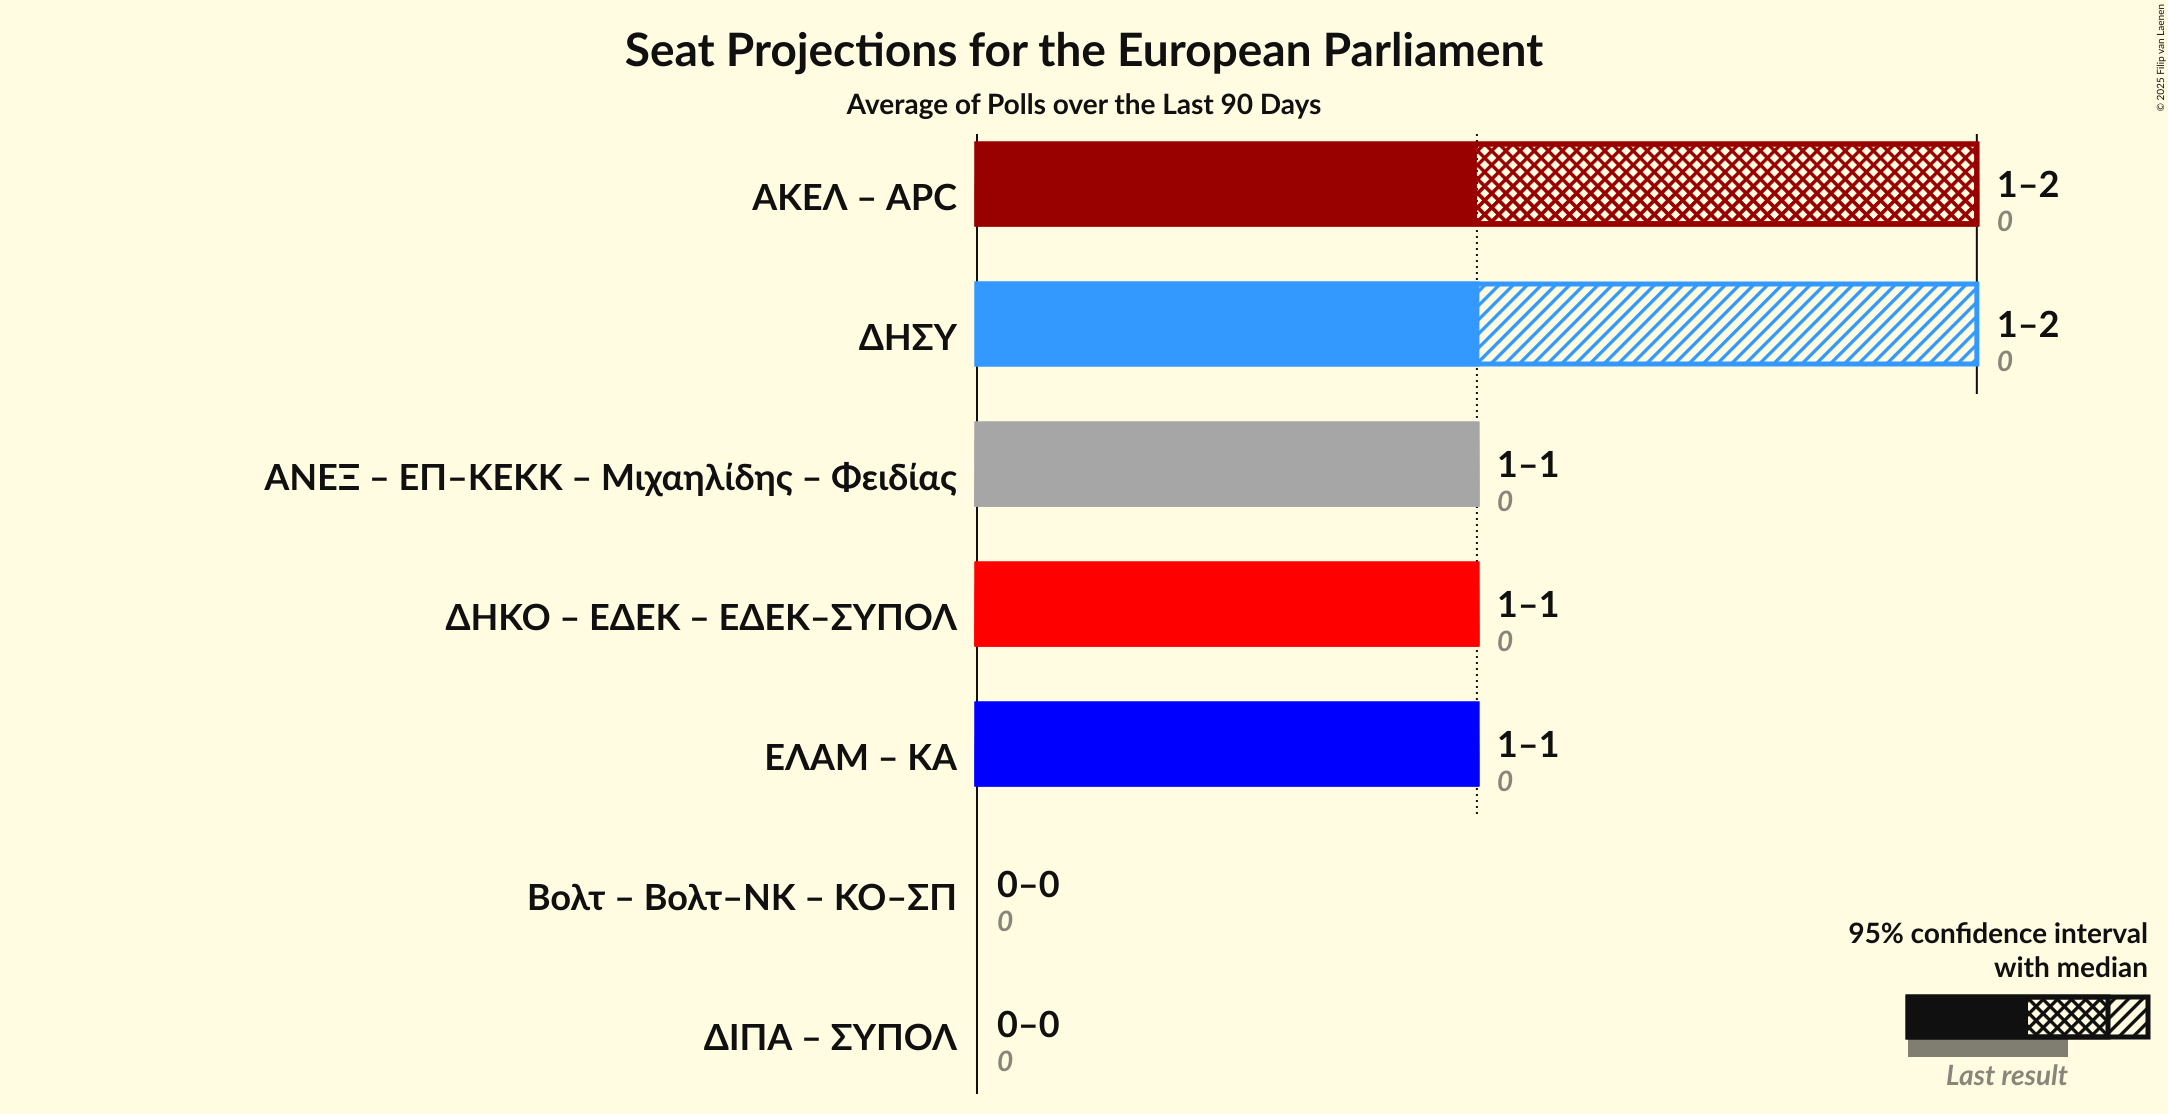 Seat Projections for the European Parliament
Average of Polls over the Last 90 Days
© 2025 Filip van Laenen
ΑΚΕΛ – APC
1–2
0
ΔΗΣΥ
1–2
0
ΑΝΕΞ – ΕΠ–ΚΕΚΚ – Μιχαηλίδης – Φειδίας
1–1
0
ΔΗΚΟ – ΕΔΕΚ – ΕΔΕΚ–ΣΥΠΟΛ
1–1
0
ΕΛΑΜ – ΚΑ
1–1
0
Βολτ – Βολτ–ΝΚ – ΚΟ–ΣΠ
0–0
0
ΔΙΠΑ – ΣΥΠΟΛ
0–0
0
95% confidence interval
with median
Last result